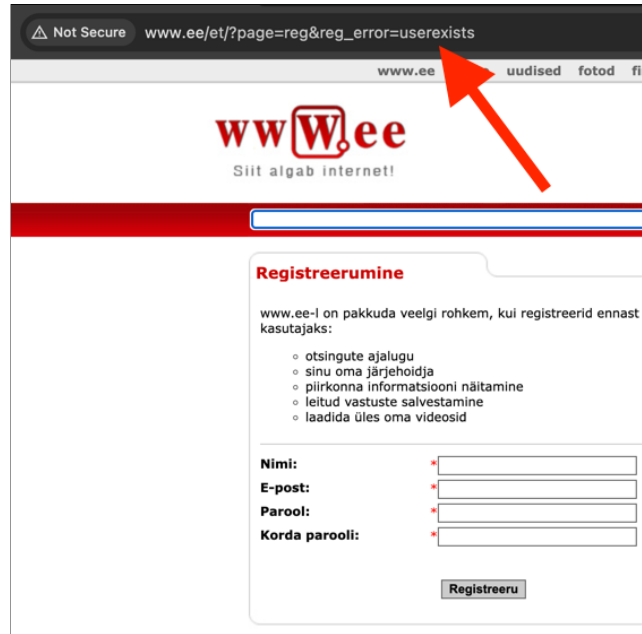 Not Secure www.ee/et/?page=reg&reg_error=userexists
www.ee uudised fotod
www.ee
Siit algab internet!
Registreerumine
www.ee-l on pakkuda veelgi rohkem, kui registreerid ennast
kasutajaks:
otsingute ajalugu
sinu oma järjehoidja
piirkonna informatsiooni näitamine
leitud vastuste salvestamine
laadida üles oma videosid
Nimi: *
E-post: *
Parool: *
Korda parooli: *
Registreeru